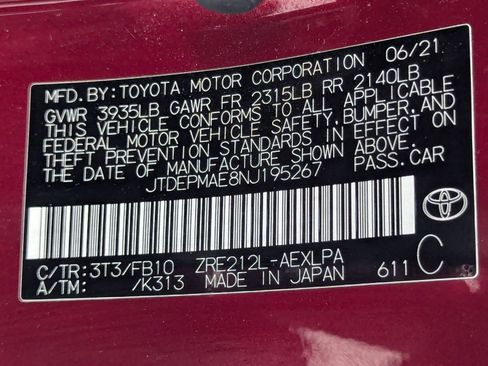 MFD.BY: TOYOTA MOTOR CORPORATION 06/21
GVWR 3935LB GAWR FR 2315LB RR 2140LB
THIS VEHICLE CONFORMS TO ALL APPLICABLE
FEDERAL MOTOR VEHICLE SAFETY, BUMPER, AND
THEFT PREVENTION STANDARDS IN EFFECT ON
THE DATE OF MANUFACTURE SHOWN ABOVE.
JTDEPMAE8NJ195267 PASS.CAR
C/TR: 3T3/FB10 ZRE212L-AEXLPA
A/TM: /K313 MADE IN JAPAN 611 C